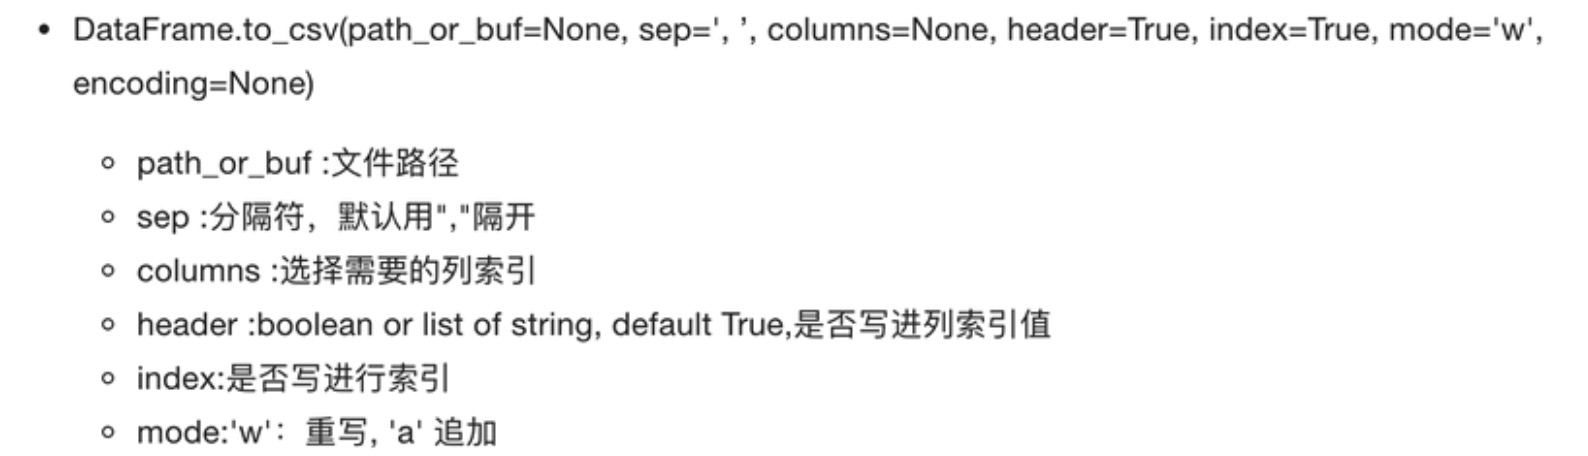 • DataFrame.to_csv(path_or_buf=None, sep=', ’, columns=None, header=True, index=True, mode='w',
encoding=None)
◦ path_or_buf :文件路径
◦ sep :分隔符，默认用","隔开
◦ columns :选择需要的列索引
◦ header :boolean or list of string, default True,是否写进列索引值
◦ index:是否写进行索引
◦ mode:'w'：重写, 'a' 追加